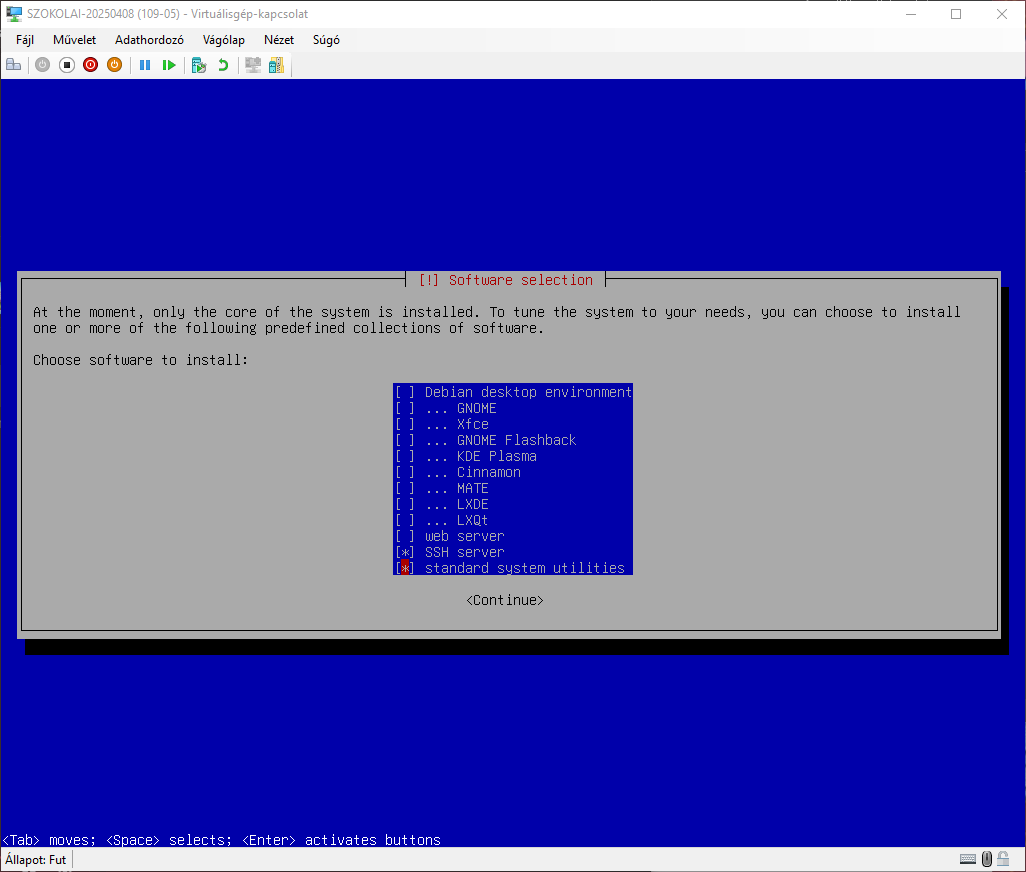 SZOKOLAI-20250408 (109-05) - Virtuálisgép-kapcsolat
Fájl Művelet Adathordozó Vágólap Nézet Súgó
[!] Software selection
At the moment, only the core of the system is installed. To tune the system to your needs, you can choose to install
one or more of the following predefined collections of software.
Choose software to install:
[ ] Debian desktop environment
[ ] ... GNOME
[ ] ... Xfce
[ ] ... GNOME Flashback
[ ] ... KDE Plasma
[ ] ... Cinnamon
[ ] ... MATE
[ ] ... LXDE
[ ] ... LXQt
[ ] web server
[*] SSH server
[*] standard system utilities
<Continue>
<Tab> moves; <Space> selects; <Enter> activates buttons
Állapot: Fut